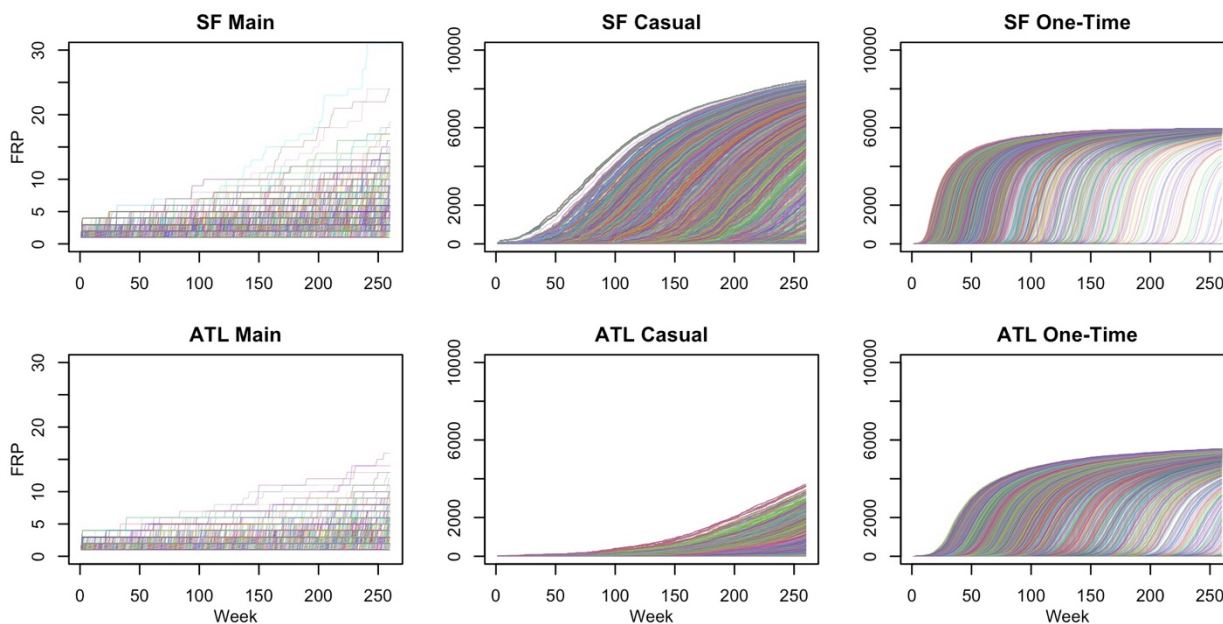 SF Main
SF Casual
SF One-Time
FRP
0 5 10 20 30
0 2000 6000 10000
0 2000 6000 10000
0 50 100 150 200 250
0 50 100 150 200 250
0 50 100 150 200 250
ATL Main
ATL Casual
ATL One-Time
FRP
0 5 10 20 30
0 2000 6000 10000
0 2000 6000 10000
0 50 100 150 200 250
0 50 100 150 200 250
0 50 100 150 200 250
Week
Week
Week